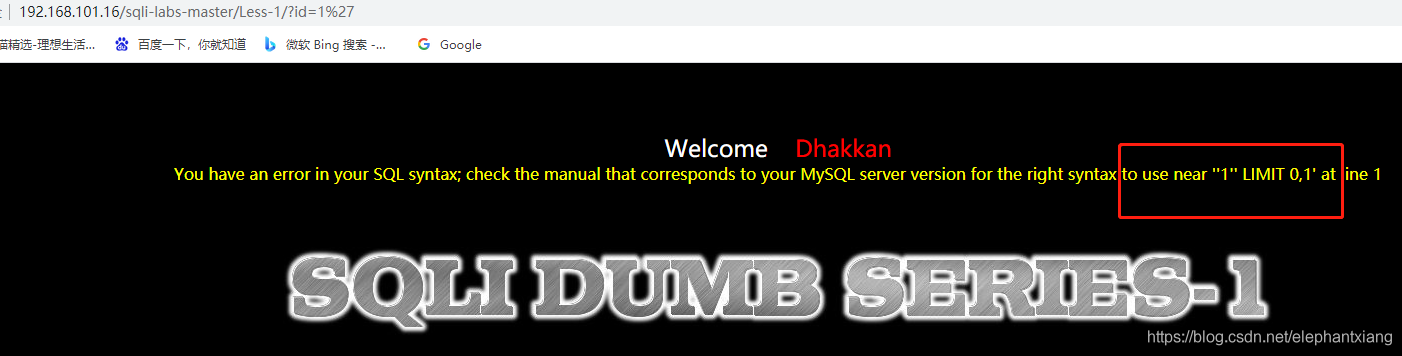 192.168.101.16/sqli-labs-master/Less-1/?id=1%27
猫精选-理想生活... 百度一下，你就知道 微软 Bing 搜索 -... Google
Welcome Dhakkan
You have an error in your SQL syntax; check the manual that corresponds to your MySQL server version for the right syntax to use near ''1'' LIMIT 0,1' at line 1
SQLI DUMB SERIES-1
https://blog.csdn.net/elephantxiang